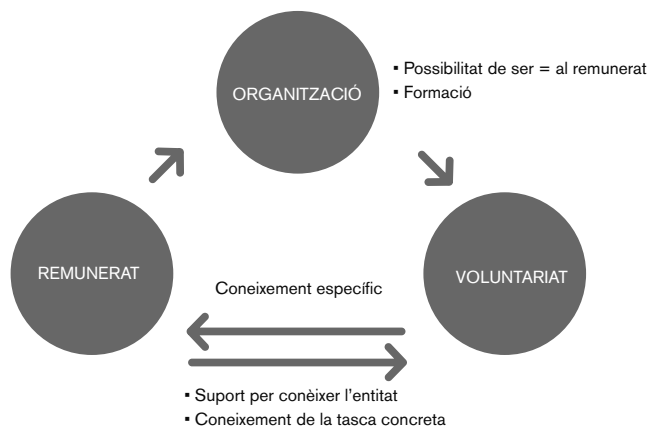 ORGANITZACIÓ
▪ Possibilitat de ser = al remunerat
▪ Formació
REMUNERAT
VOLUNTARIAT
Coneixement específic
▪ Suport per conèixer l’entitat
▪ Coneixement de la tasca concreta